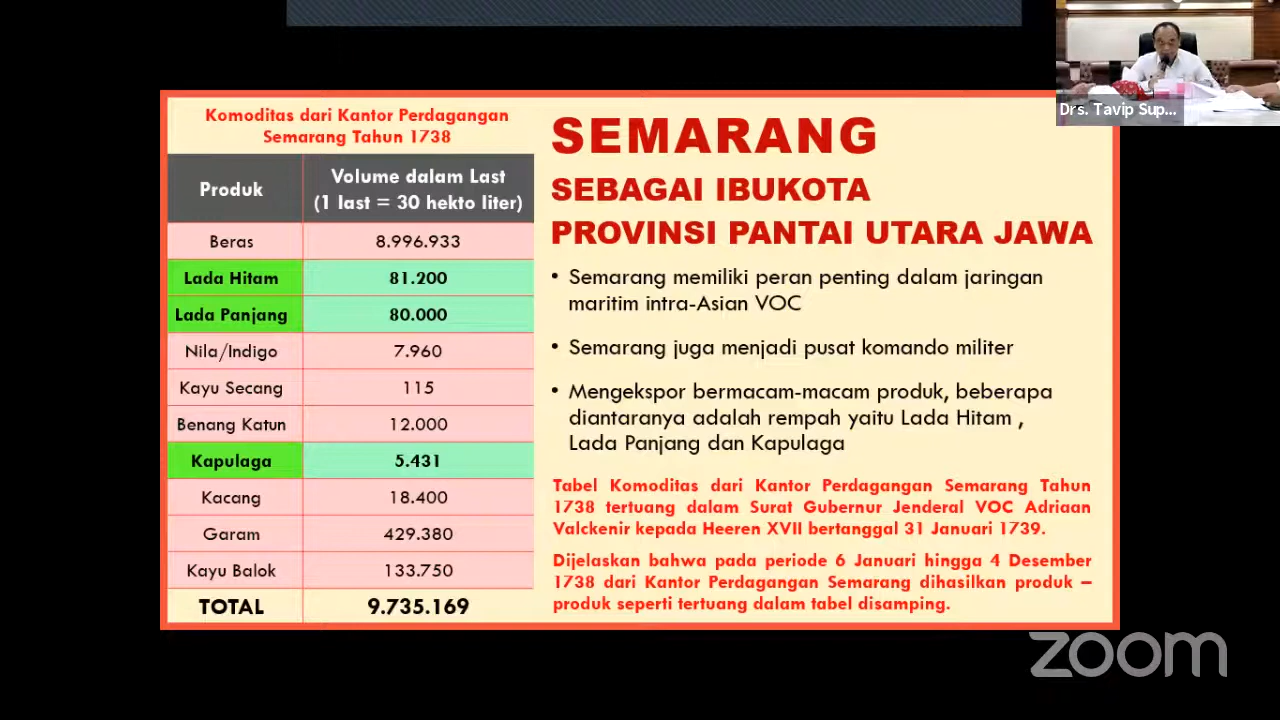 Komoditas dari Kantor Perdagangan
Semarang Tahun 1738
Produk
Volume dalam Last
(1 last = 30 hekto liter)
Beras 8.996.933
Lada Hitam 81.200
Lada Panjang 80.000
Nila/Indigo 7.960
Kayu Secang 115
Benang Katun 12.000
Kapulaga 5.431
Kacang 18.400
Garam 429.380
Kayu Balok 133.750
TOTAL 9.735.169
SEMARANG
SEBAGAI IBUKOTA
PROVINSI PANTAI UTARA JAWA
• Semarang memiliki peran penting dalam jaringan
maritim intra-Asian VOC
• Semarang juga menjadi pusat komando militer
• Mengekspor bermacam-macam produk, beberapa
diantaranya adalah rempah yaitu Lada Hitam ,
Lada Panjang dan Kapulaga
Tabel Komoditas dari Kantor Perdagangan Semarang Tahun
1738 tertuang dalam Surat Gubernur Jenderal VOC Adriaan
Valckenir kepada Heeren XVII bertanggal 31 Januari 1739.
Dijelaskan bahwa pada periode 6 Januari hingga 4 Desember
1738 dari Kantor Perdagangan Semarang dihasilkan produk –
produk seperti tertuang dalam tabel disamping.
Drs. Tavip Sup...
zoom